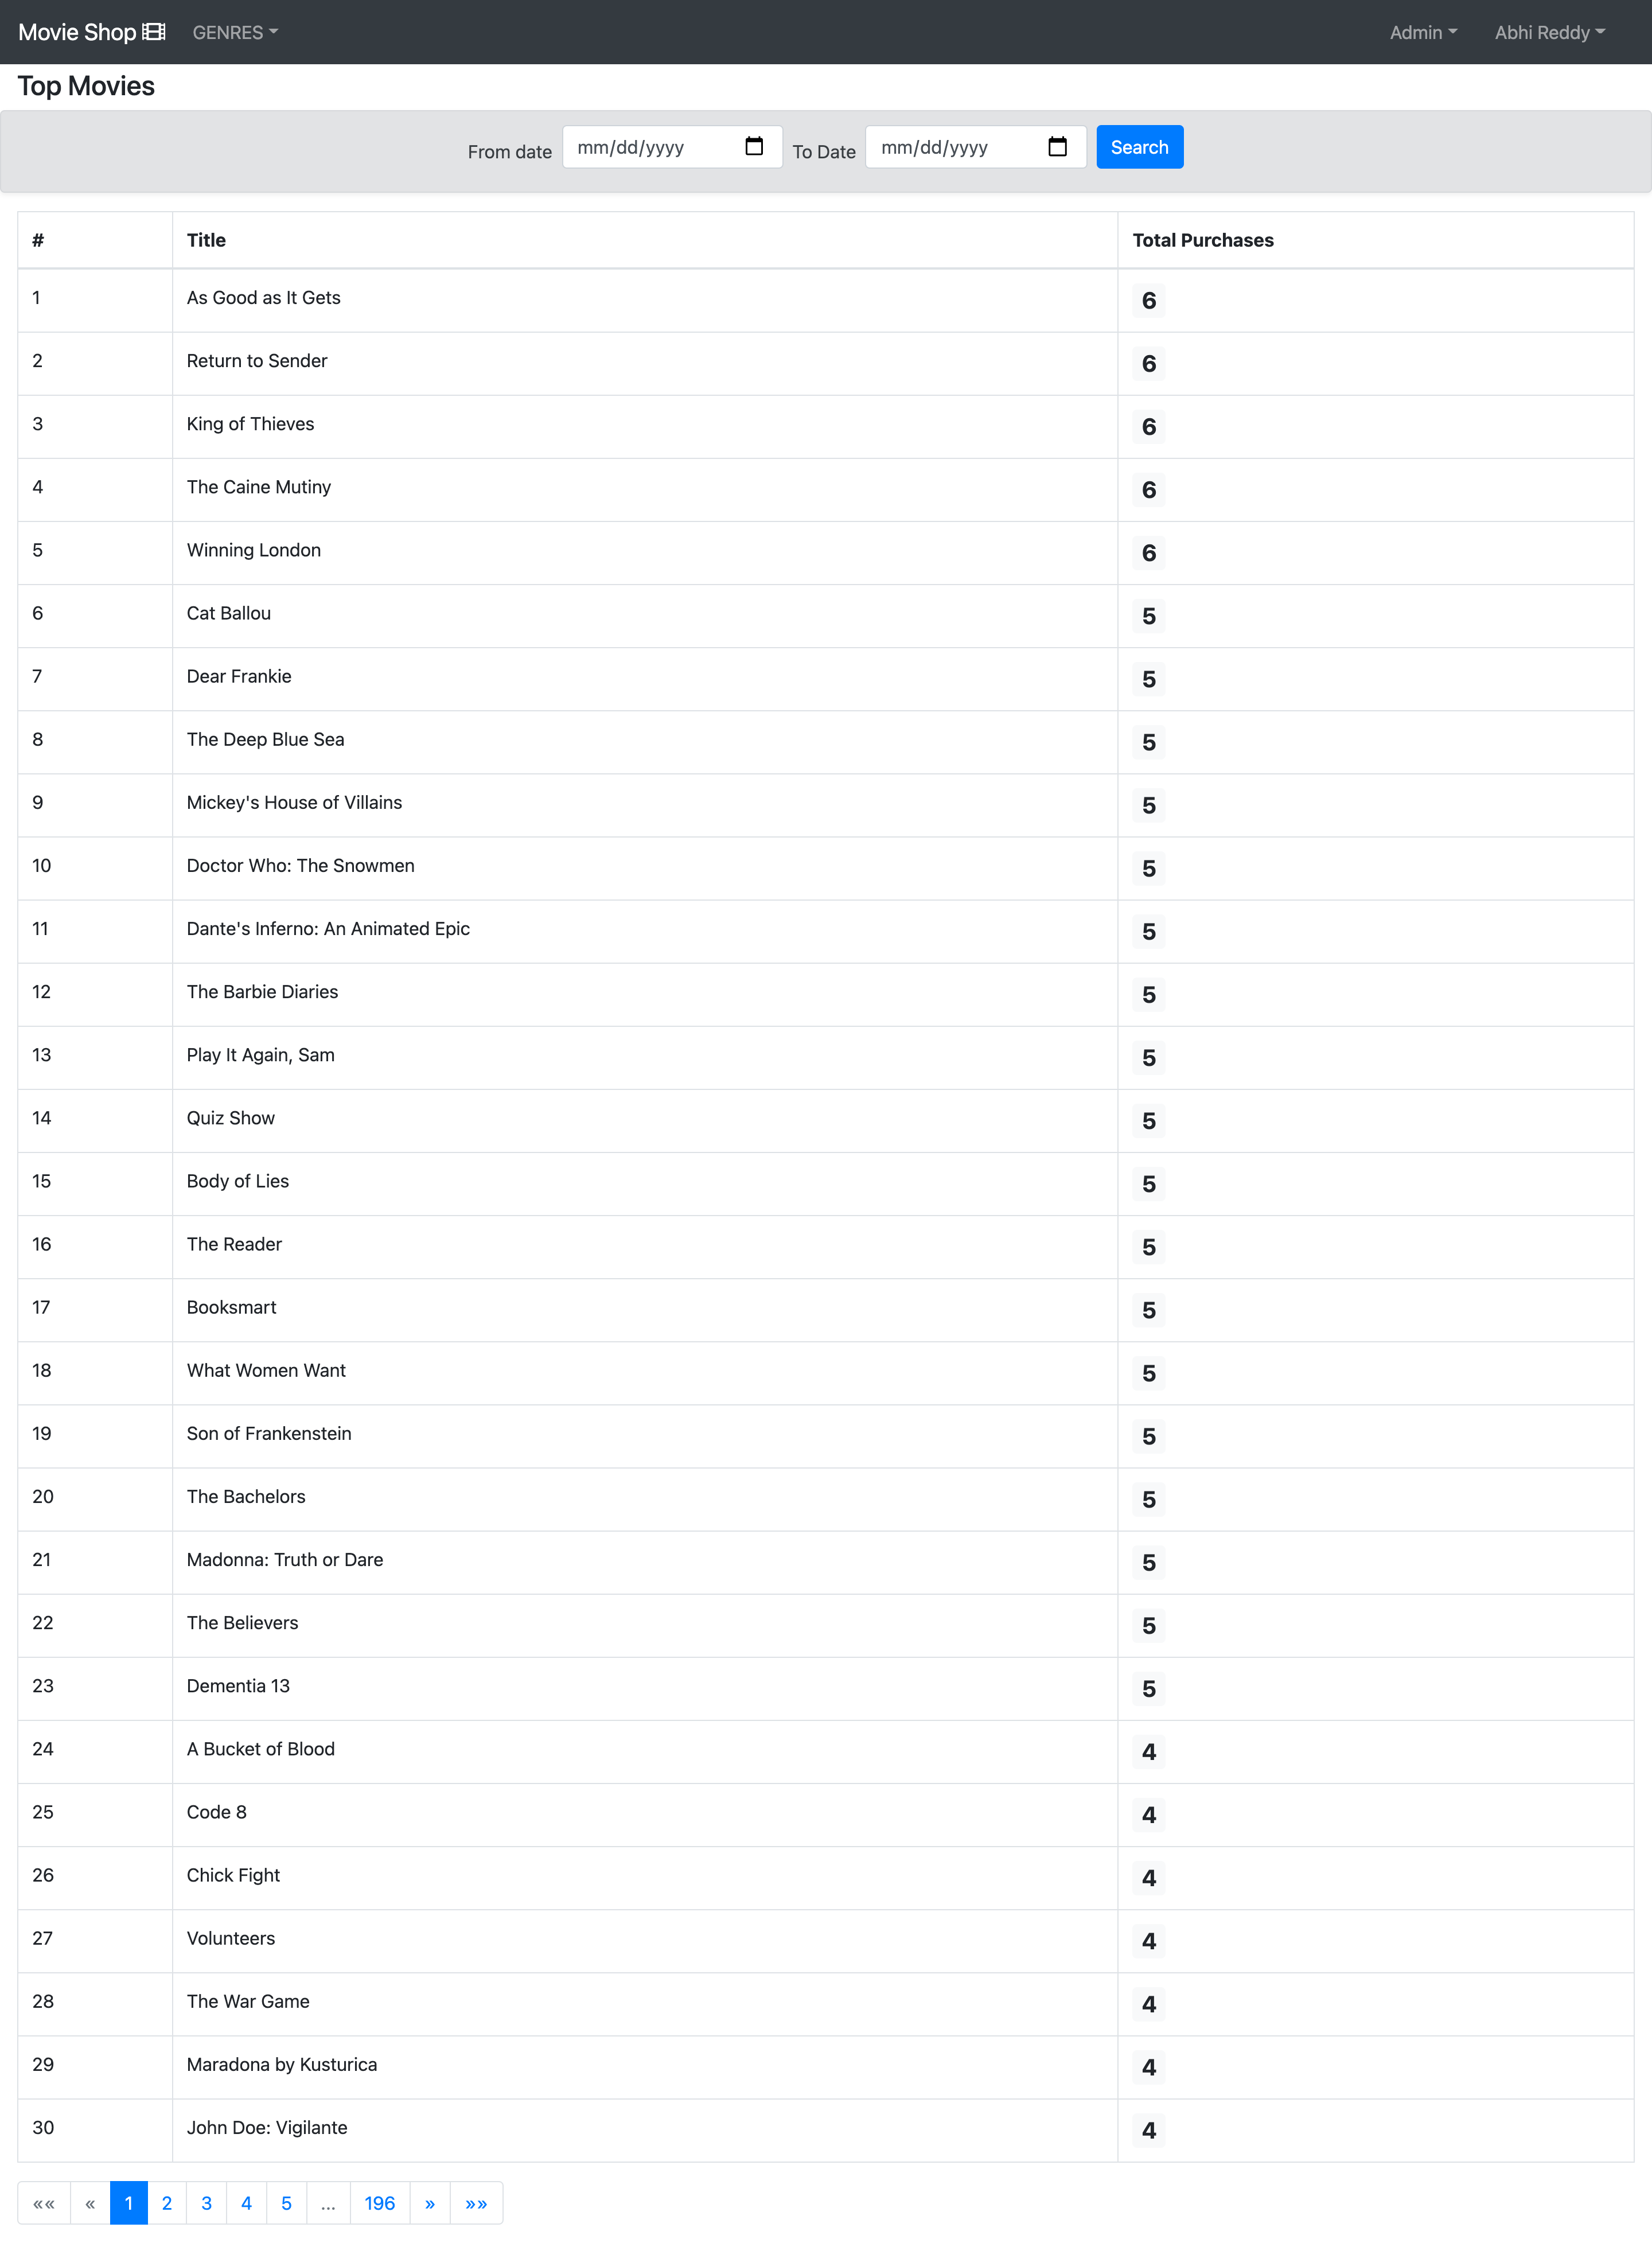 Movie Shop GENRES Admin Abhi Reddy
Top Movies
From date mm/dd/yyyy To Date mm/dd/yyyy Search
# Title Total Purchases
1 As Good as It Gets 6
2 Return to Sender 6
3 King of Thieves 6
4 The Caine Mutiny 6
5 Winning London 6
6 Cat Ballou 5
7 Dear Frankie 5
8 The Deep Blue Sea 5
9 Mickey's House of Villains 5
10 Doctor Who: The Snowmen 5
11 Dante's Inferno: An Animated Epic 5
12 The Barbie Diaries 5
13 Play It Again, Sam 5
14 Quiz Show 5
15 Body of Lies 5
16 The Reader 5
17 Booksmart 5
18 What Women Want 5
19 Son of Frankenstein 5
20 The Bachelors 5
21 Madonna: Truth or Dare 5
22 The Believers 5
23 Dementia 13 5
24 A Bucket of Blood 4
25 Code 8 4
26 Chick Fight 4
27 Volunteers 4
28 The War Game 4
29 Maradona by Kusturica 4
30 John Doe: Vigilante 4
«« « 1 2 3 4 5 ... 196 » »»